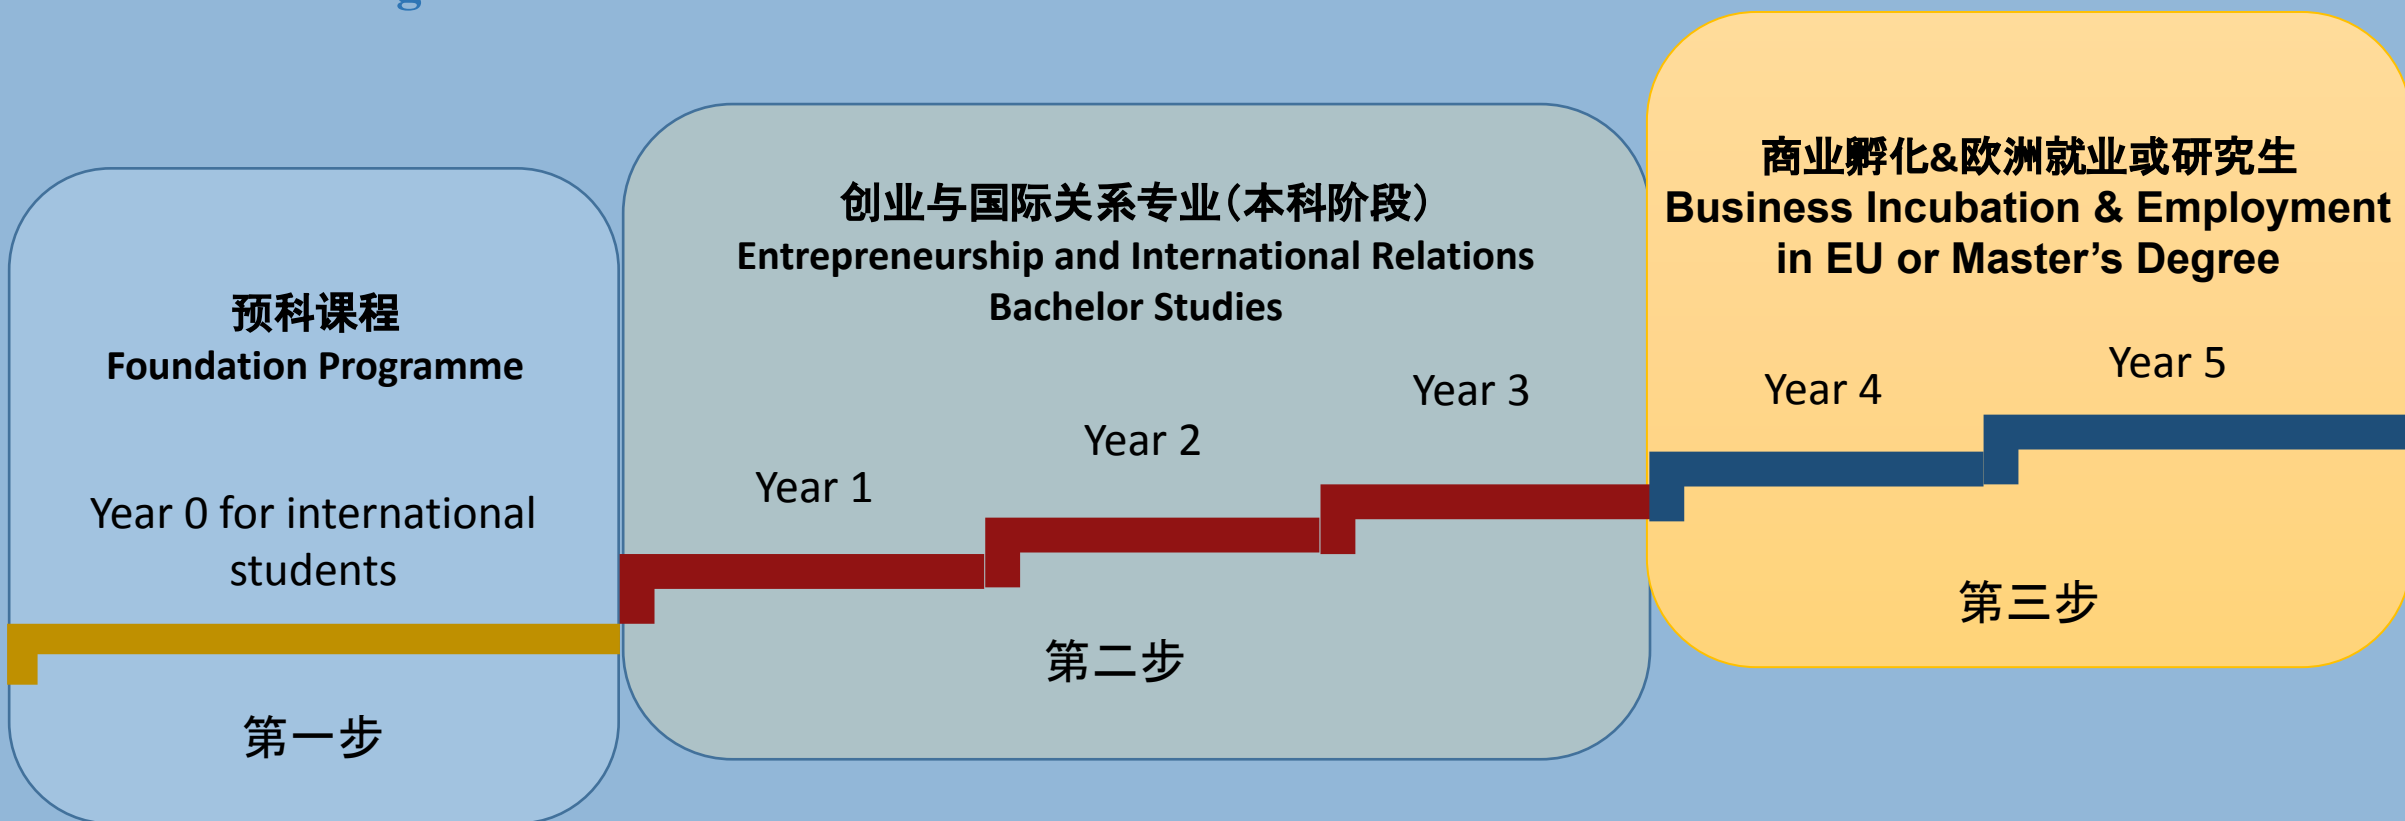 预科课程
Foundation Programme
Year 0 for international
students
第一步
创业与国际关系专业（本科阶段）
Entrepreneurship and International Relations
Bachelor Studies
Year 1
Year 2
Year 3
第二步
商业孵化&欧洲就业或研究生
Business Incubation & Employment
in EU or Master’s Degree
Year 4
Year 5
第三步